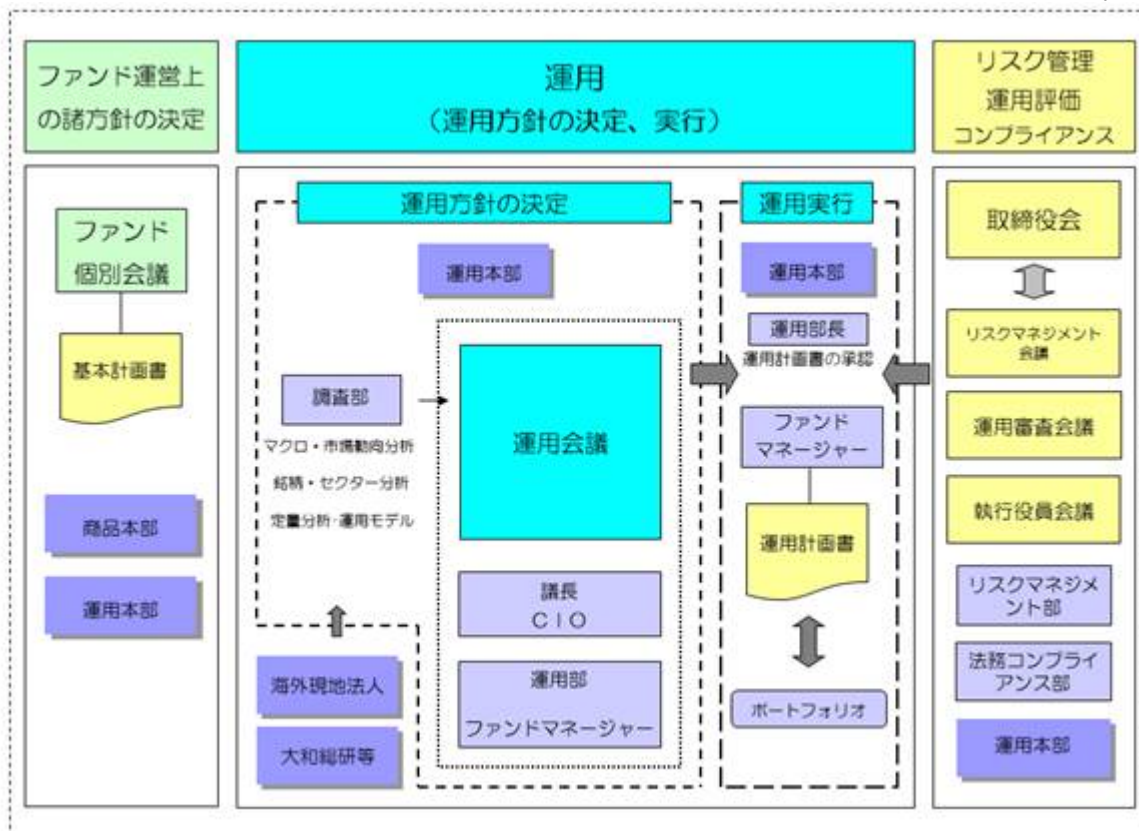 ファンド運営上
の諸方針の決定
ファンド
個別会議
基本計画書
商品本部
運用本部
運用
（運用方針の決定、実行）
運用方針の決定
運用本部
調査部
マクロ・市場動向分析
銘柄・セクター分析
定量分析・運用モデル
運用会議
議長
ＣＩＯ
運用部
ファンドマネージャー
海外現地法人
大和総研等
運用実行
運用本部
運用部長
運用計画書の承認
ファンド
マネージャー
運用計画書
ポートフォリオ
リスク管理
運用評価
コンプライアンス
取締役会
リスクマネジメント
会議
運用審査会議
執行役員会議
リスクマネジメ
ント部
法務コンプライ
アンス部
運用本部